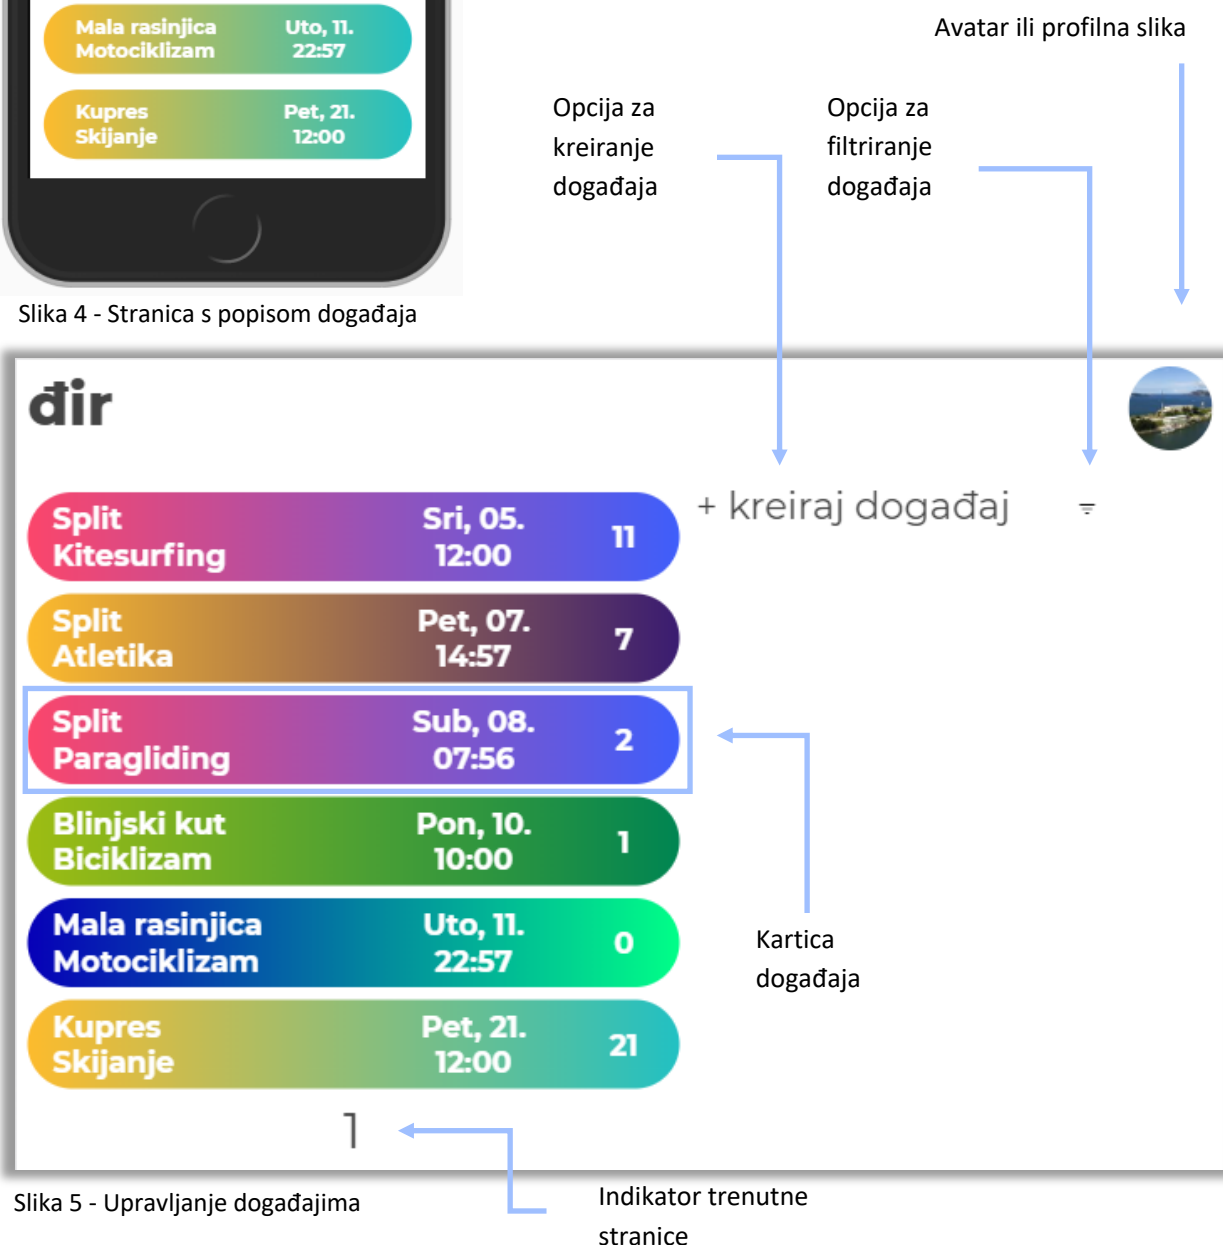 Mala rasinjica
Motociklizam
Uto, 11.
22:57
Kupres
Skijanje
Pet, 21.
12:00
Slika 4 - Stranica s popisom događaja
Avatar ili profilna slika
Opcija za
kreiranje
događaja
Opcija za
filtriranje
događaja
đir
+ kreiraj događaj
Split
Kitesurfing
Sri, 05.
12:00
11
Split
Atletika
Pet, 07.
14:57
7
Split
Paragliding
Sub, 08.
07:56
2
Blinjski kut
Biciklizam
Pon, 10.
10:00
1
Mala rasinjica
Motociklizam
Uto, 11.
22:57
0
Kupres
Skijanje
Pet, 21.
12:00
21
Kartica
događaja
1
Slika 5 - Upravljanje događajima
Indikator trenutne
stranice